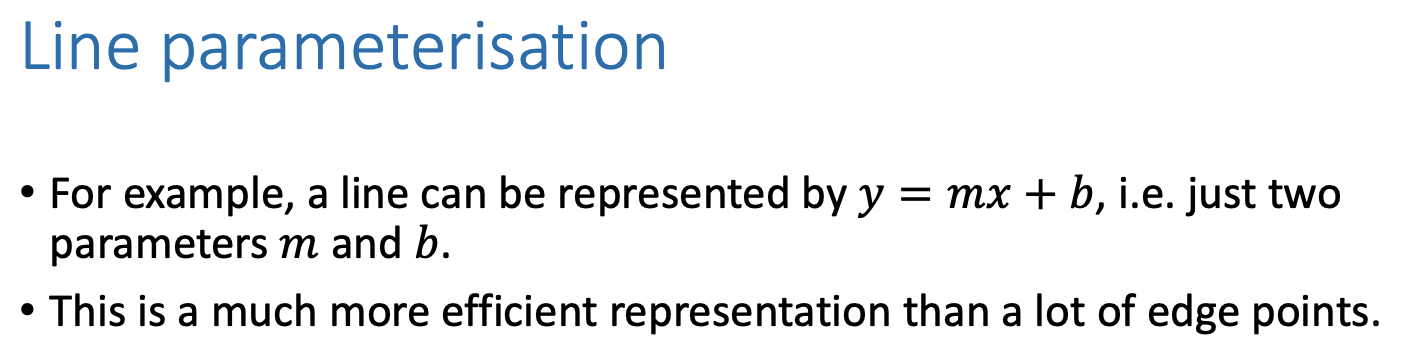 Line parameterisation
• For example, a line can be represented by y = mx + b, i.e. just two
parameters m and b.
• This is a much more efficient representation than a lot of edge points.